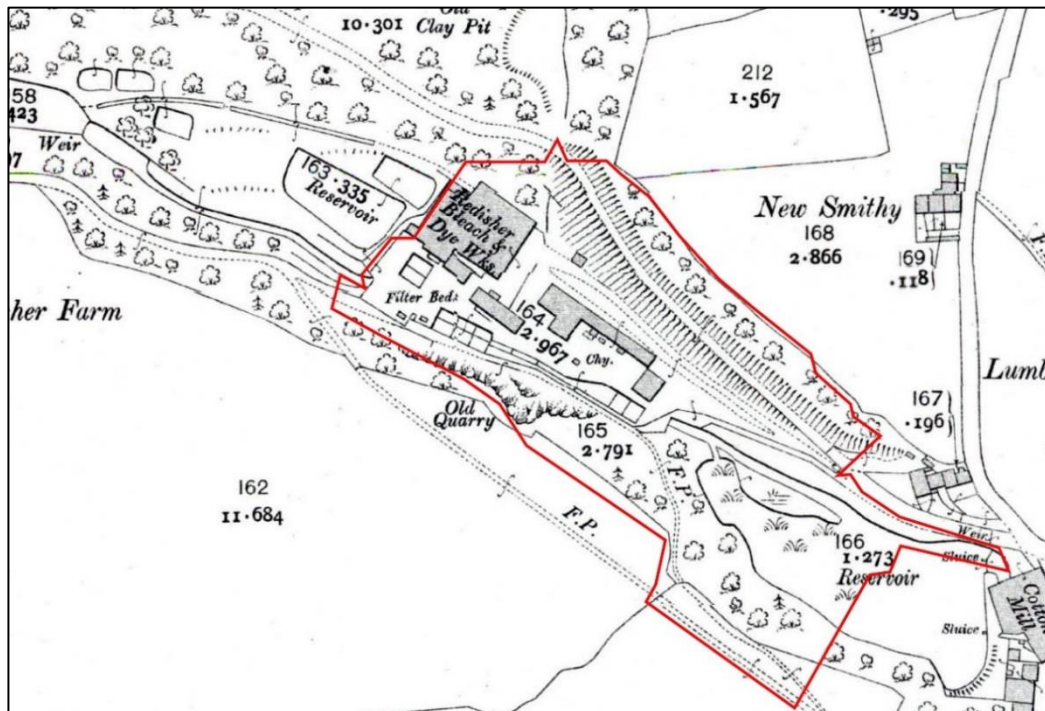 10·301
Old
Clay Pit
·295
212
1·567
58
423
Weir
97
163·335
Reservoir
Redisher
Bleach &
Dye Wks.
New Smithy
168
2·866
169
·118
her Farm
Filter Beds
164
2·967
Chy.
Lumb
167
·196
Old
Quarry
165
2·791
F.P.
162
11·684
F.P.
Weir
166
1·273
Reservoir
Sluice
Cotton
Mill
Sluice